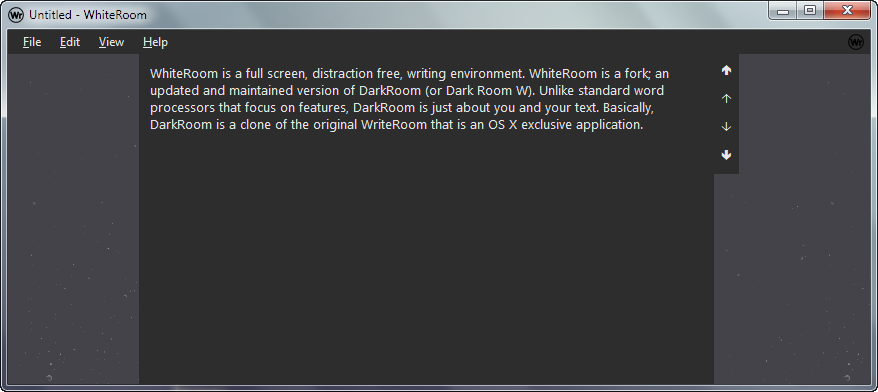 Untitled - WhiteRoom
File Edit View Help
WhiteRoom is a full screen, distraction free, writing environment. WhiteRoom is a fork; an
updated and maintained version of DarkRoom (or Dark Room W). Unlike standard word
processors that focus on features, DarkRoom is just about you and your text. Basically,
DarkRoom is a clone of the original WriteRoom that is an OS X exclusive application.